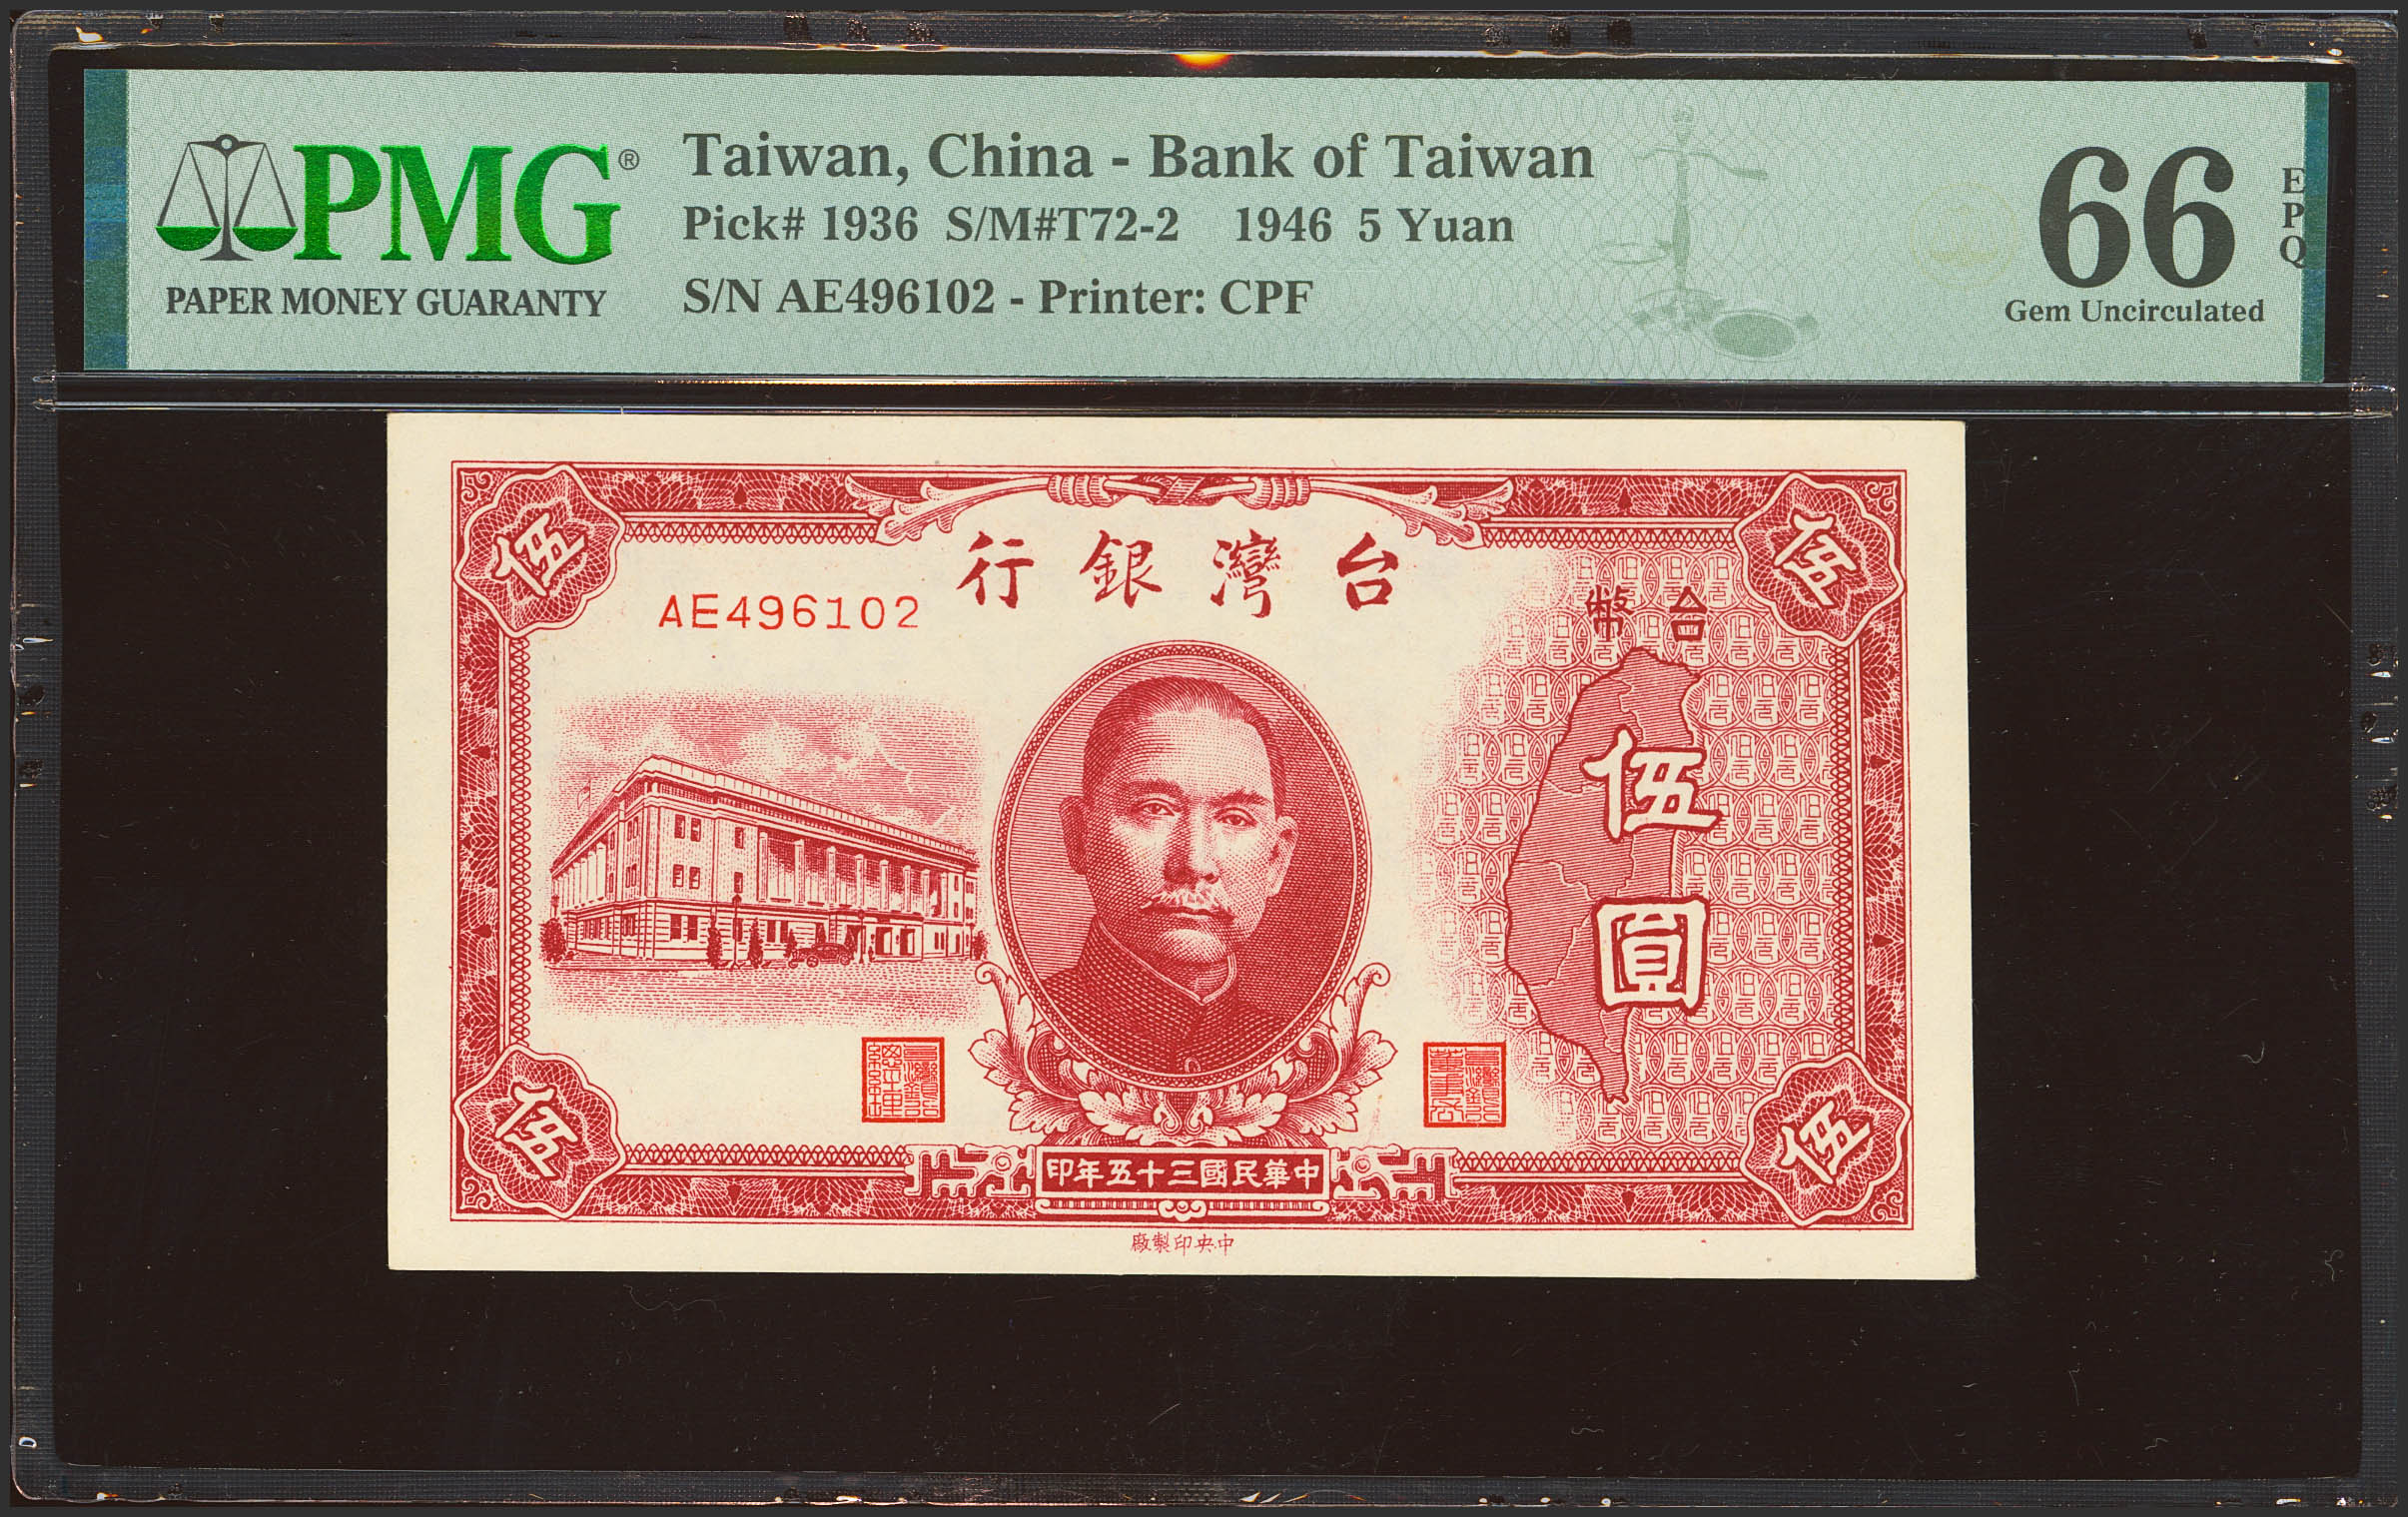 PMG®
PAPER MONEY GUARANTY
Taiwan, China - Bank of Taiwan
Pick# 1936 S/M#T72-2 1946 5 Yuan
S/N AE496102 - Printer: CPF
66
EPQ
Gem Uncirculated
伍
伍
台灣銀行
AE496102
台幣
伍圓
中華民國三十五年印
伍
伍
中央印製廠